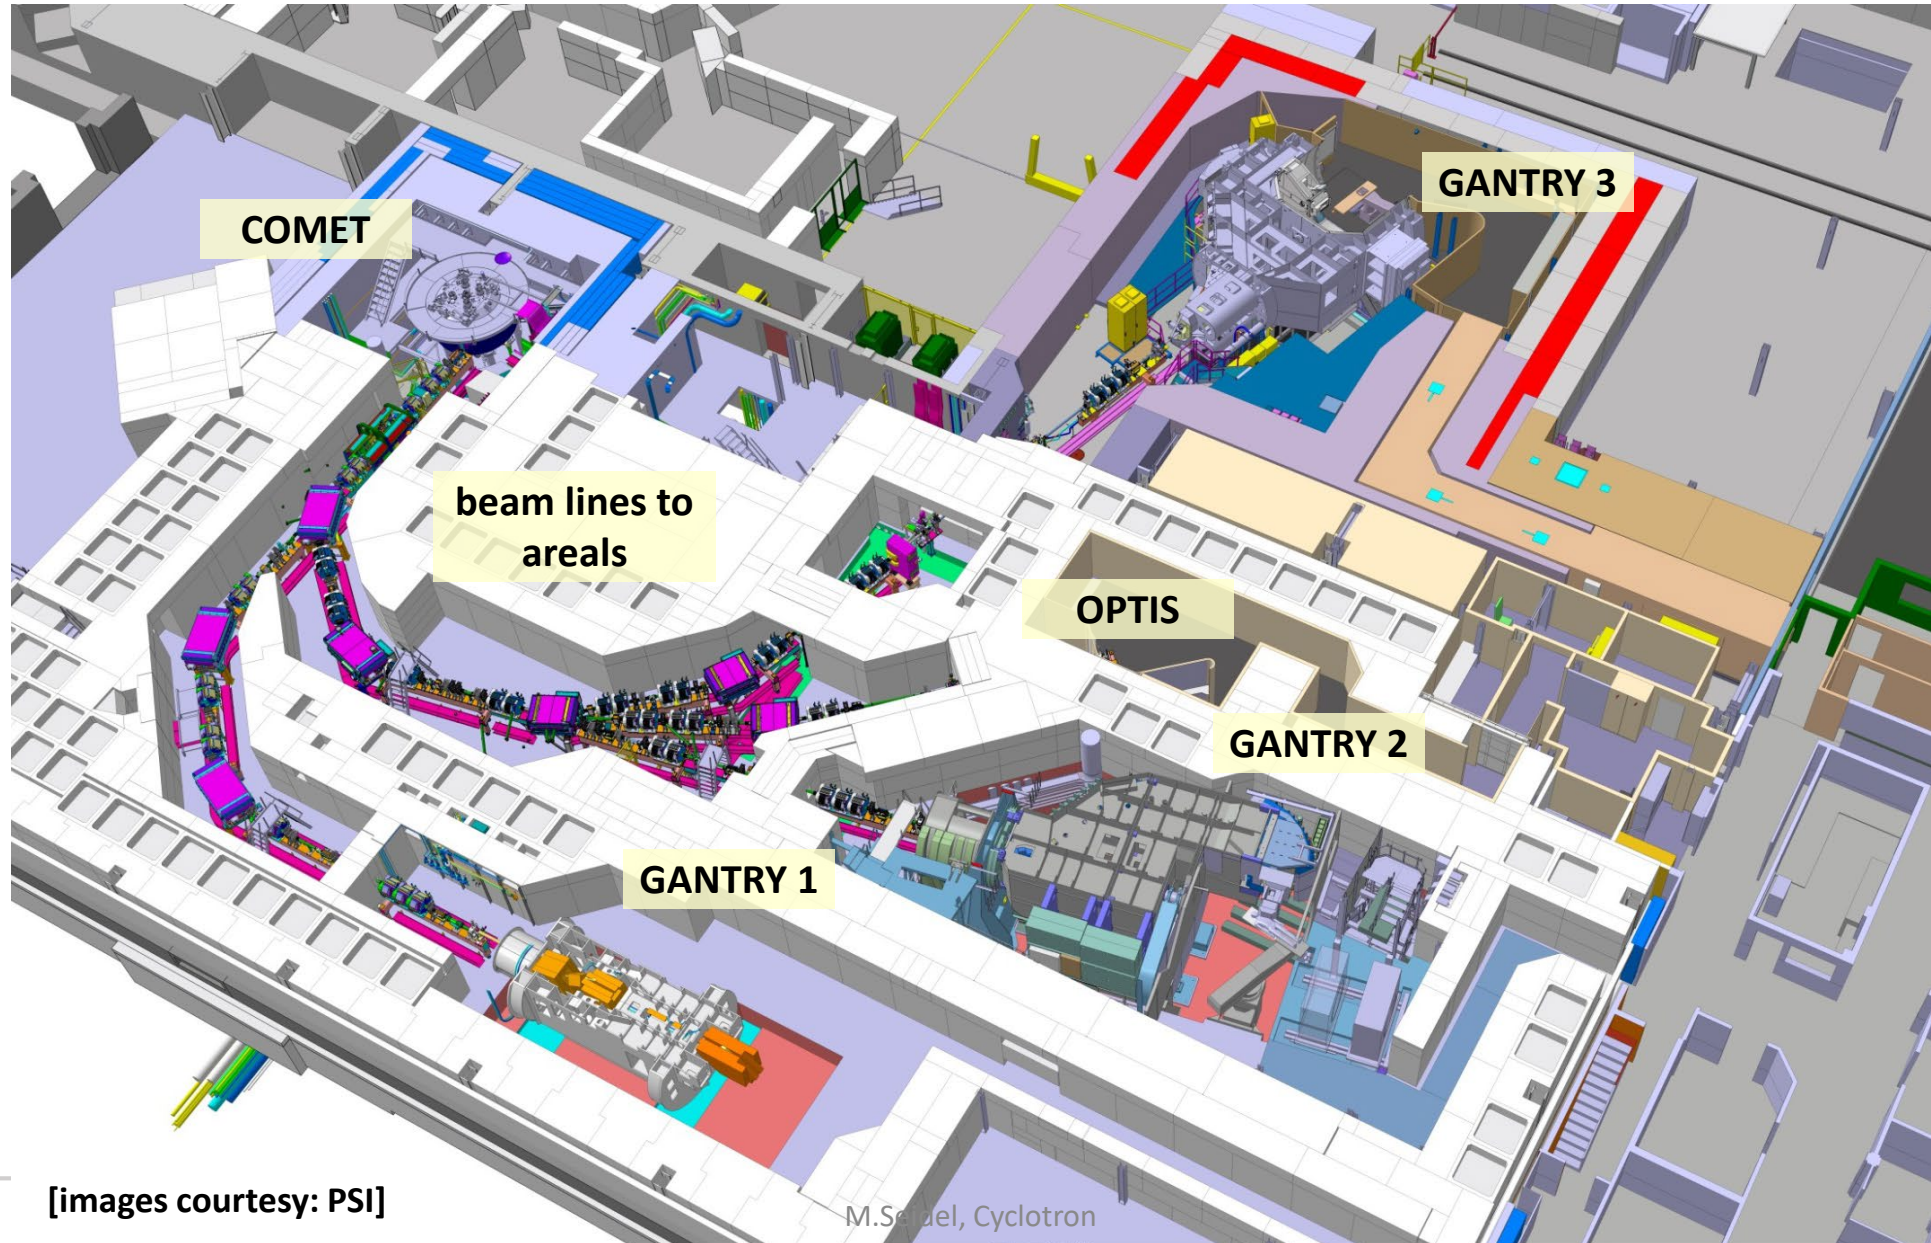 COMET
GANTRY 3
beam lines to
areals
OPTIS
GANTRY 2
GANTRY 1
[images courtesy: PSI]
M.Seidel, Cyclotron